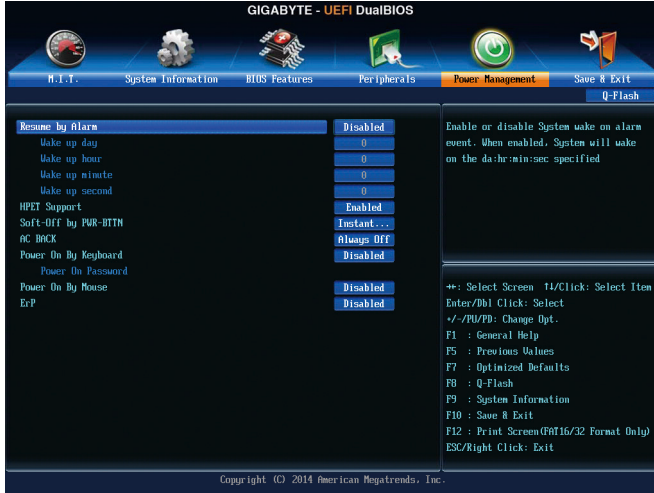 GIGABYTE - UEFI DualBIOS
M.I.T. System Information BIOS Features Peripherals Power Management Save & Exit
Q-Flash
Resume by Alarm Disabled
Wake up day 0
Wake up hour 0
Wake up minute 0
Wake up second 0
HPET Support Enabled
Soft-Off by PWR-BTTN Instant...
AC BACK Always Off
Power On By Keyboard Disabled
Power On Password
Power On By Mouse Disabled
ErP Disabled
Enable or disable System wake on alarm
event. When enabled, System will wake
on the da:hr:min:sec specified
→←: Select Screen ↑↓/Click: Select Item
Enter/Dbl Click: Select
+/-/PU/PD: Change Opt.
F1 : General Help
F5 : Previous Values
F7 : Optimized Defaults
F8 : Q-Flash
F9 : System Information
F10 : Save & Exit
F12 : Print Screen(FAT16/32 Format Only)
ESC/Right Click: Exit
Copyright (C) 2014 American Megatrends, Inc.